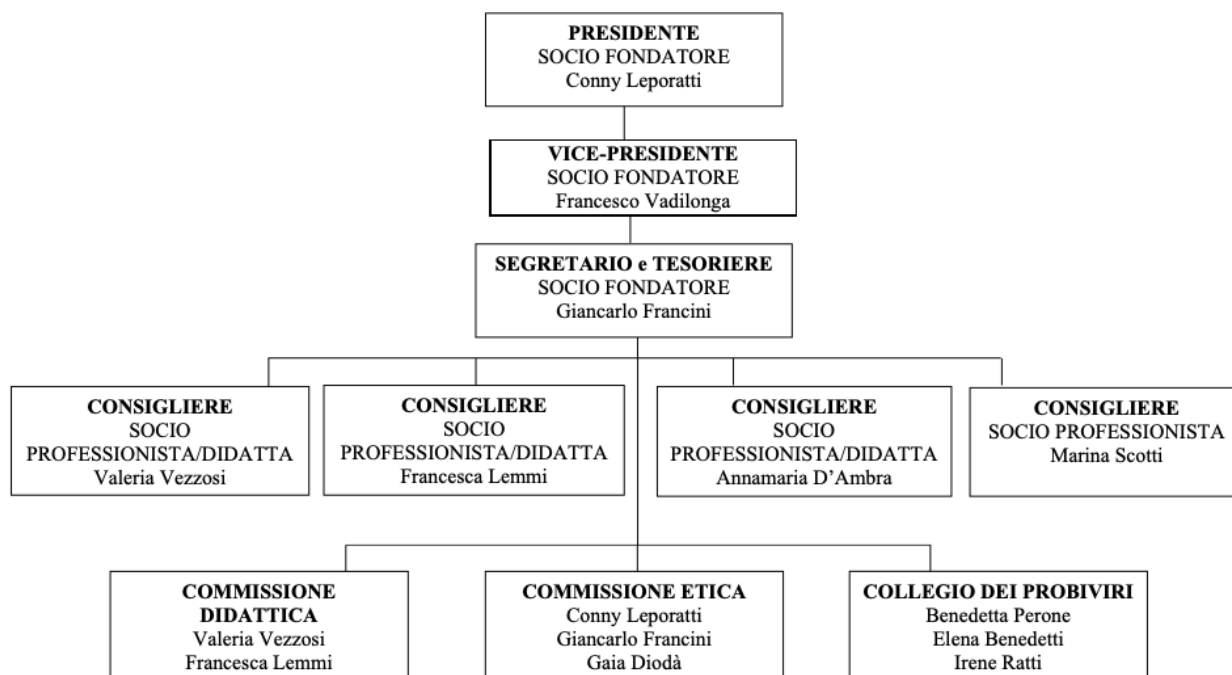 PRESIDENTE
SOCIO FONDATORE
Conny Leporatti
VICE-PRESIDENTE
SOCIO FONDATORE
Francesco Vadilonga
SEGRETARIO e TESORIERE
SOCIO FONDATORE
Giancarlo Francini
CONSIGLIERE
SOCIO
PROFESSIONISTA/DIDATTA
Valeria Vezzosi
CONSIGLIERE
SOCIO
PROFESSIONISTA/DIDATTA
Francesca Lemmi
CONSIGLIERE
SOCIO
PROFESSIONISTA/DIDATTA
Annamaria D'Ambra
CONSIGLIERE
SOCIO PROFESSIONISTA
Marina Scotti
COMMISSIONE
DIDATTICA
Valeria Vezzosi
Francesca Lemmi
COMMISSIONE ETICA
Conny Leporatti
Giancarlo Francini
Gaia Diodà
COLLEGIO DEI PROBIVIRI
Benedetta Perone
Elena Benedetti
Irene Ratti